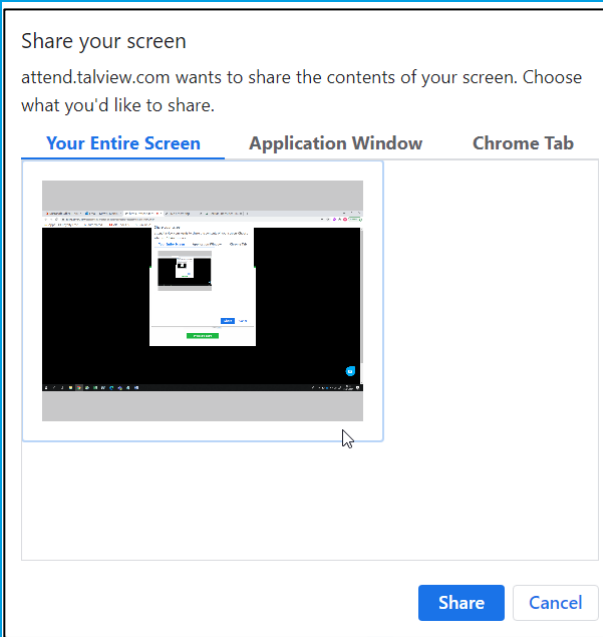 Share your screen
attend.talview.com wants to share the contents of your screen. Choose
what you'd like to share.
Your Entire Screen Application Window Chrome Tab
Share Cancel